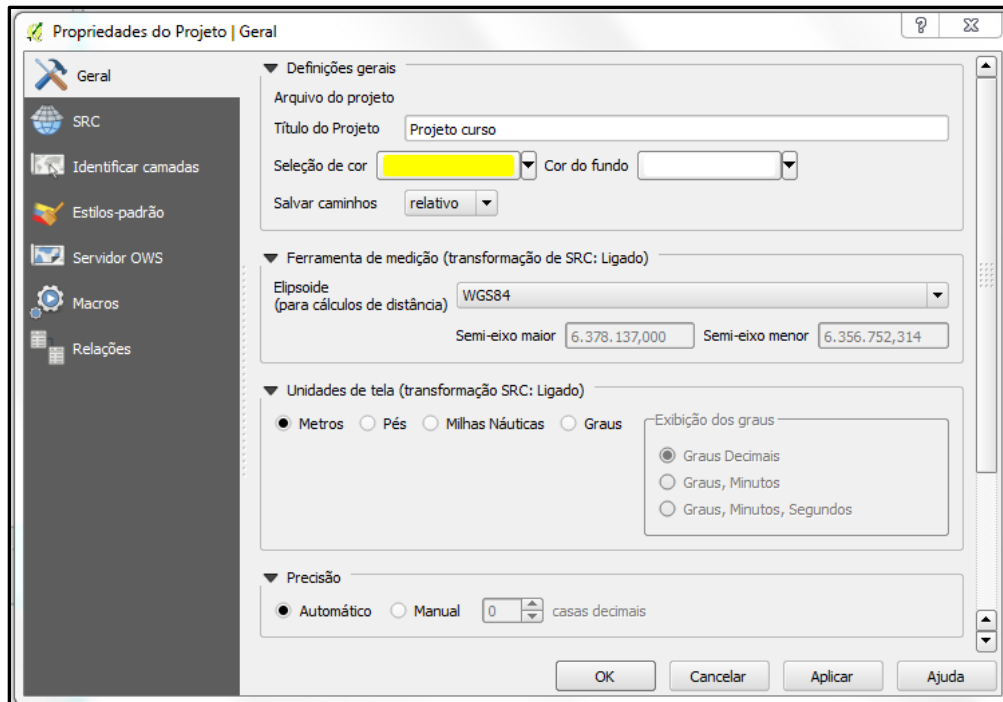 Propriedades do Projeto | Geral
Geral
SRC
Identificar camadas
Estilos-padrão
Servidor OWS
Macros
Relações
Definições gerais
Arquivo do projeto
Título do Projeto Projeto curso
Seleção de cor Cor do fundo
Salvar caminhos relativo
Ferramenta de medição (transformação de SRC: Ligado)
Elipsoide
(para cálculos de distância) WGS84
Semi-eixo maior 6.378.137,000 Semi-eixo menor 6.356.752,314
Unidades de tela (transformação SRC: Ligado)
Metros Pés Milhas Náuticas Graus
Exibição dos graus
Graus Decimais
Graus, Minutos
Graus, Minutos, Segundos
Precisão
Automático Manual 0 casas decimais
OK Cancelar Aplicar Ajuda